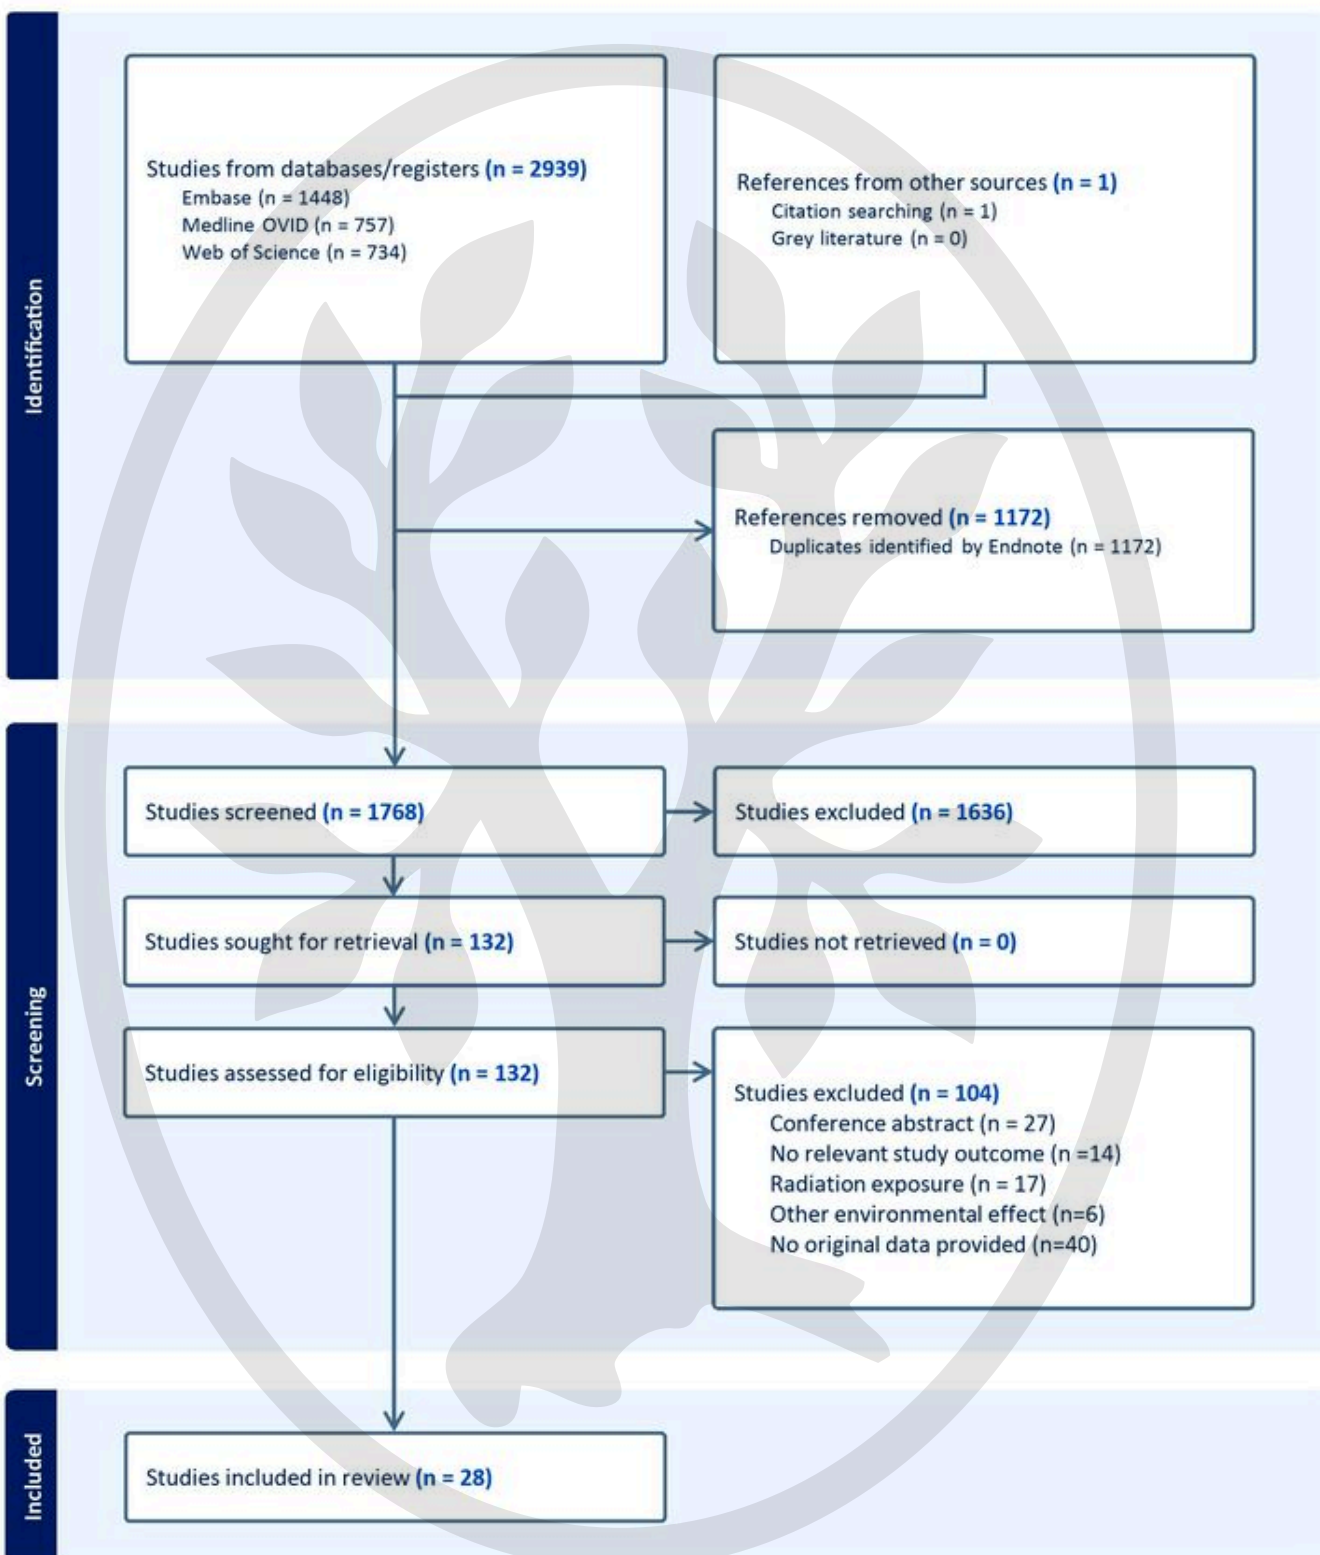 Identification
Studies from databases/registers (n = 2939)
Embase (n = 1448)
Medline OVID (n = 757)
Web of Science (n = 734)
References from other sources (n = 1)
Citation searching (n = 1)
Grey literature (n = 0)
References removed (n = 1172)
Duplicates identified by Endnote (n = 1172)
Screening
Studies screened (n = 1768)
Studies excluded (n = 1636)
Studies sought for retrieval (n = 132)
Studies not retrieved (n = 0)
Studies assessed for eligibility (n = 132)
Studies excluded (n = 104)
Conference abstract (n = 27)
No relevant study outcome (n =14)
Radiation exposure (n = 17)
Other environmental effect (n=6)
No original data provided (n=40)
Included
Studies included in review (n = 28)